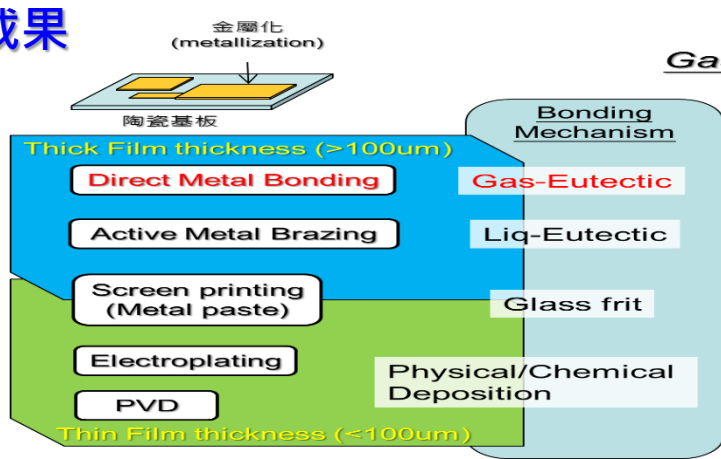 成果
金屬化
(metallization)
陶瓷基板
Bonding
Mechanism
Thick Film thickness (>100um)
Direct Metal Bonding
Gas-Eutectic
Active Metal Brazing
Liq-Eutectic
Screen printing
(Metal paste)
Glass frit
Electroplating
Physical/Chemical
Deposition
PVD
Thin Film thickness (<100um)